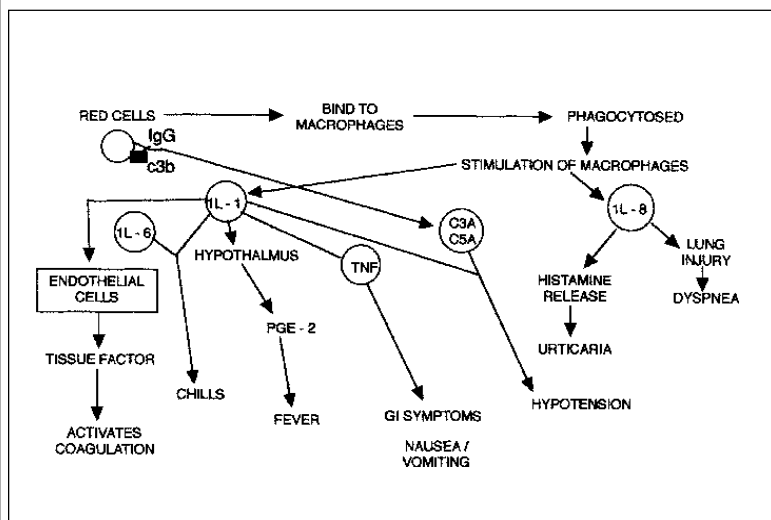 RED CELLS
BIND TO
MACROPHAGES
PHAGOCYTOSED
IgG
c3b
STIMULATION OF MACROPHAGES
1L - 1
1L - 6
C3A
C5A
1L - 8
HYPOTHALMUS
TNF
LUNG
INJURY
ENDOTHELIAL
CELLS
HISTAMINE
RELEASE
DYSPNEA
PGE - 2
TISSUE FACTOR
URTICARIA
CHILLS
FEVER
GI SYMPTOMS
HYPOTENSION
ACTIVATES
COAGULATION
NAUSEA /
VOMITING